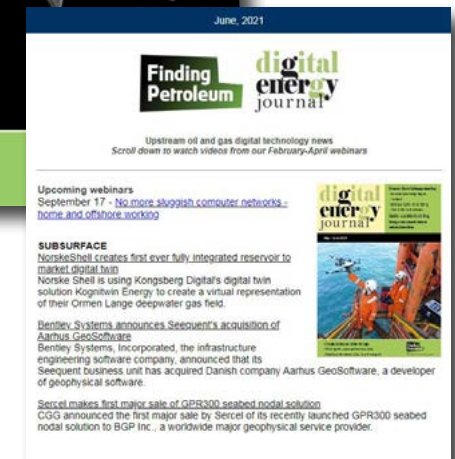 June, 2021
Finding
Petroleum
digital
energy
journal
Upstream oil and gas digital technology news
Scroll down to watch videos from our February-April webinars
Upcoming webinars
September 17 - No more sluggish computer networks -
home and offshore working
SUBSURFACE
NorskeShell creates first ever fully integrated reservoir to
market digital twin
Norske Shell is using Kongsberg Digital's digital twin
solution Kognitwin Energy to create a virtual representation
of their Ormen Lange deepwater gas field.
Bentley Systems announces Seequent's acquisition of
Aarhus GeoSoftware
Bentley Systems, Incorporated, the infrastructure
engineering software company, announced that its
Seequent business unit has acquired Danish company Aarhus GeoSoftware, a developer
of geophysical software.
Sercel makes first major sale of GPR300 seabed nodal solution
CGG announced the first major sale by Sercel of its recently launched GPR300 seabed
nodal solution to BGP Inc., a worldwide major geophysical service provider.
digital
energy
journal